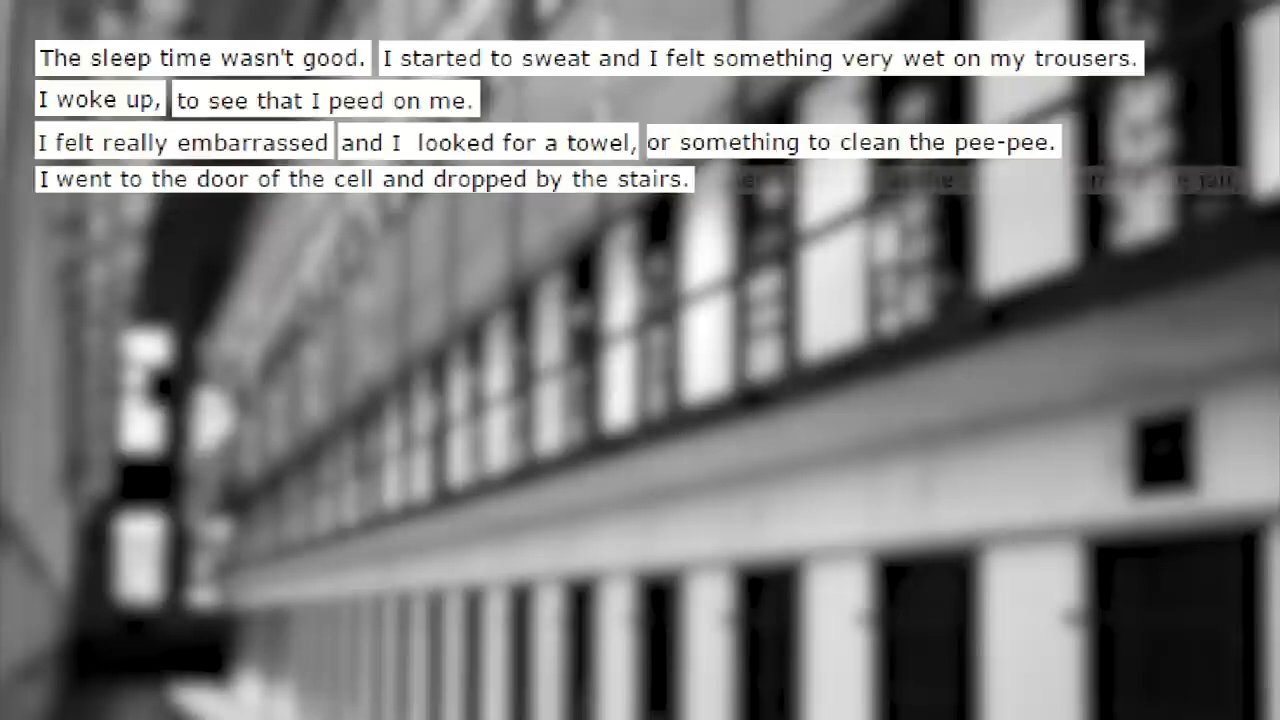 The sleep time wasn't good. I started to sweat and I felt something very wet on my trousers.
I woke up, to see that I peed on me.
I felt really embarrassed and I looked for a towel, or something to clean the pee-pee.
I went to the door of the cell and dropped by the stairs.